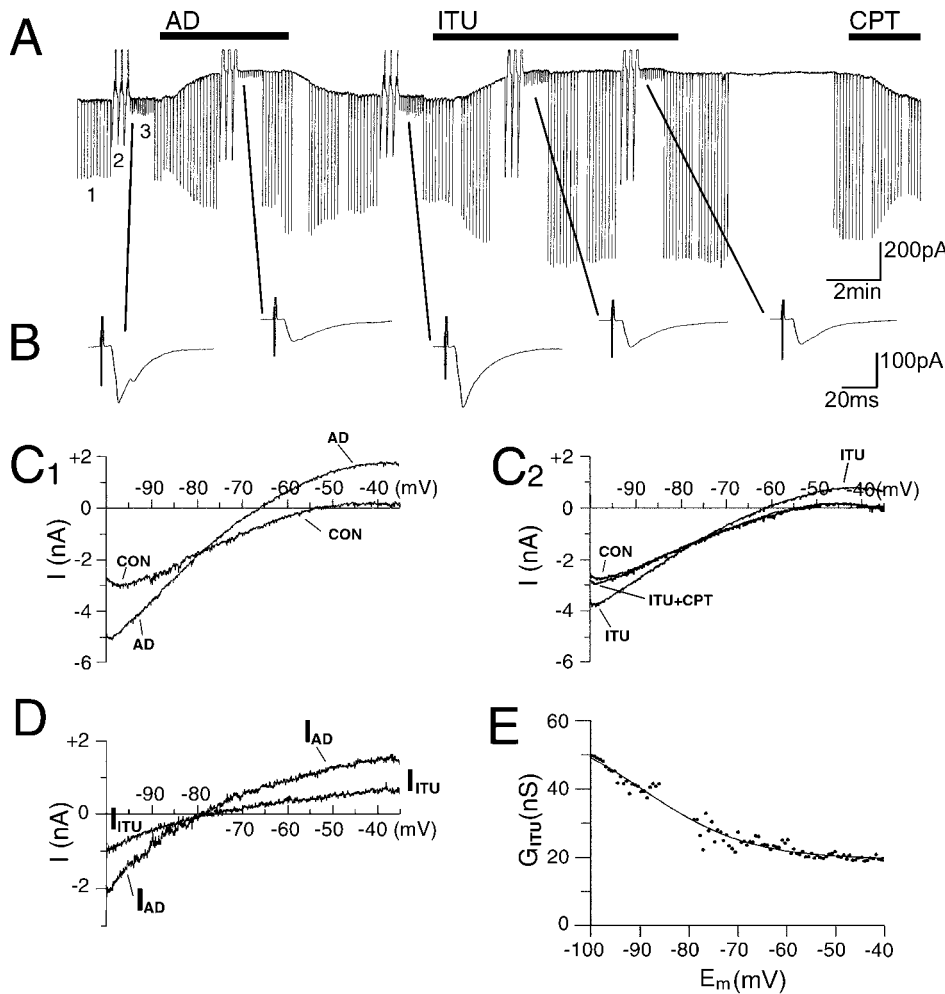 A
AD
ITU
CPT
1
2
3
200pA
2min
B
100pA
20ms
C1
+2
0
-2
-4
-6
I (nA)
-90 -80 -70 -60 -50 -40 (mV)
AD
CON
CON
AD
C2
+2
0
-2
-4
-6
I (nA)
-90 -80 -70 -60 -50 -40 (mV)
ITU
CON
ITU+CPT
ITU
D
+2
0
-2
I (nA)
-90 -80 -70 -60 -50 -40 (mV)
IAD
IITU
IITU
IAD
E
60
40
20
0
GITU(nS)
-100 -90 -80 -70 -60 -50 -40
Em(mV)